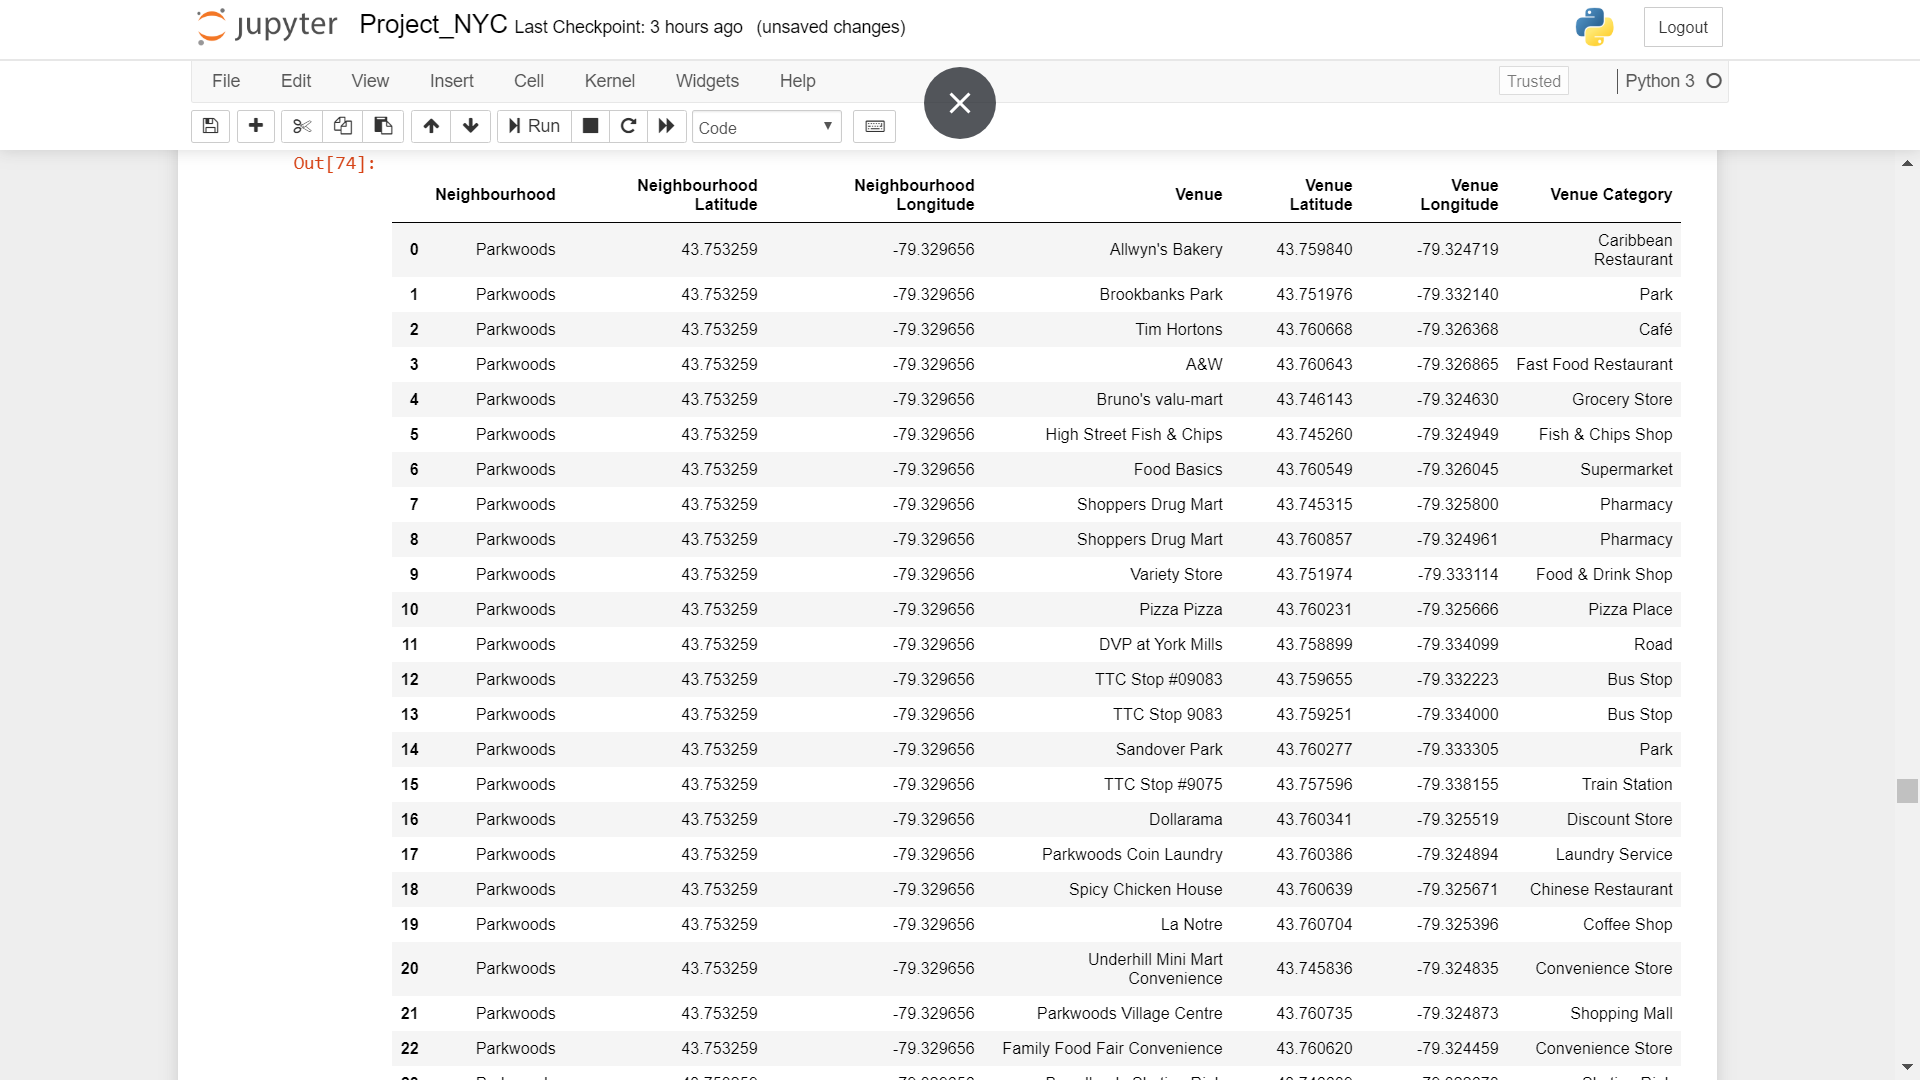 jupyter Project_NYC Last Checkpoint: 3 hours ago (unsaved changes) Logout
File Edit View Insert Cell Kernel Widgets Help Trusted Python 3
Run Code
Out[74]:
Neighbourhood Neighbourhood Latitude Neighbourhood Longitude Venue Venue Latitude Venue Longitude Venue Category
0 Parkwoods 43.753259 -79.329656 Allwyn's Bakery 43.759840 -79.324719 Caribbean Restaurant
1 Parkwoods 43.753259 -79.329656 Brookbanks Park 43.751976 -79.332140 Park
2 Parkwoods 43.753259 -79.329656 Tim Hortons 43.760668 -79.326368 Café
3 Parkwoods 43.753259 -79.329656 A&W 43.760643 -79.326865 Fast Food Restaurant
4 Parkwoods 43.753259 -79.329656 Bruno's valu-mart 43.746143 -79.324630 Grocery Store
5 Parkwoods 43.753259 -79.329656 High Street Fish & Chips 43.745260 -79.324949 Fish & Chips Shop
6 Parkwoods 43.753259 -79.329656 Food Basics 43.760549 -79.326045 Supermarket
7 Parkwoods 43.753259 -79.329656 Shoppers Drug Mart 43.745315 -79.325800 Pharmacy
8 Parkwoods 43.753259 -79.329656 Shoppers Drug Mart 43.760857 -79.324961 Pharmacy
9 Parkwoods 43.753259 -79.329656 Variety Store 43.751974 -79.333114 Food & Drink Shop
10 Parkwoods 43.753259 -79.329656 Pizza Pizza 43.760231 -79.325666 Pizza Place
11 Parkwoods 43.753259 -79.329656 DVP at York Mills 43.758899 -79.334099 Road
12 Parkwoods 43.753259 -79.329656 TTC Stop #09083 43.759655 -79.332223 Bus Stop
13 Parkwoods 43.753259 -79.329656 TTC Stop 9083 43.759251 -79.334000 Bus Stop
14 Parkwoods 43.753259 -79.329656 Sandover Park 43.760277 -79.333305 Park
15 Parkwoods 43.753259 -79.329656 TTC Stop #9075 43.757596 -79.338155 Train Station
16 Parkwoods 43.753259 -79.329656 Dollarama 43.760341 -79.325519 Discount Store
17 Parkwoods 43.753259 -79.329656 Parkwoods Coin Laundry 43.760386 -79.324894 Laundry Service
18 Parkwoods 43.753259 -79.329656 Spicy Chicken House 43.760639 -79.325671 Chinese Restaurant
19 Parkwoods 43.753259 -79.329656 La Notre 43.760704 -79.325396 Coffee Shop
20 Parkwoods 43.753259 -79.329656 Underhill Mini Mart Convenience 43.745836 -79.324835 Convenience Store
21 Parkwoods 43.753259 -79.329656 Parkwoods Village Centre 43.760735 -79.324873 Shopping Mall
22 Parkwoods 43.753259 -79.329656 Family Food Fair Convenience 43.760620 -79.324459 Convenience Store